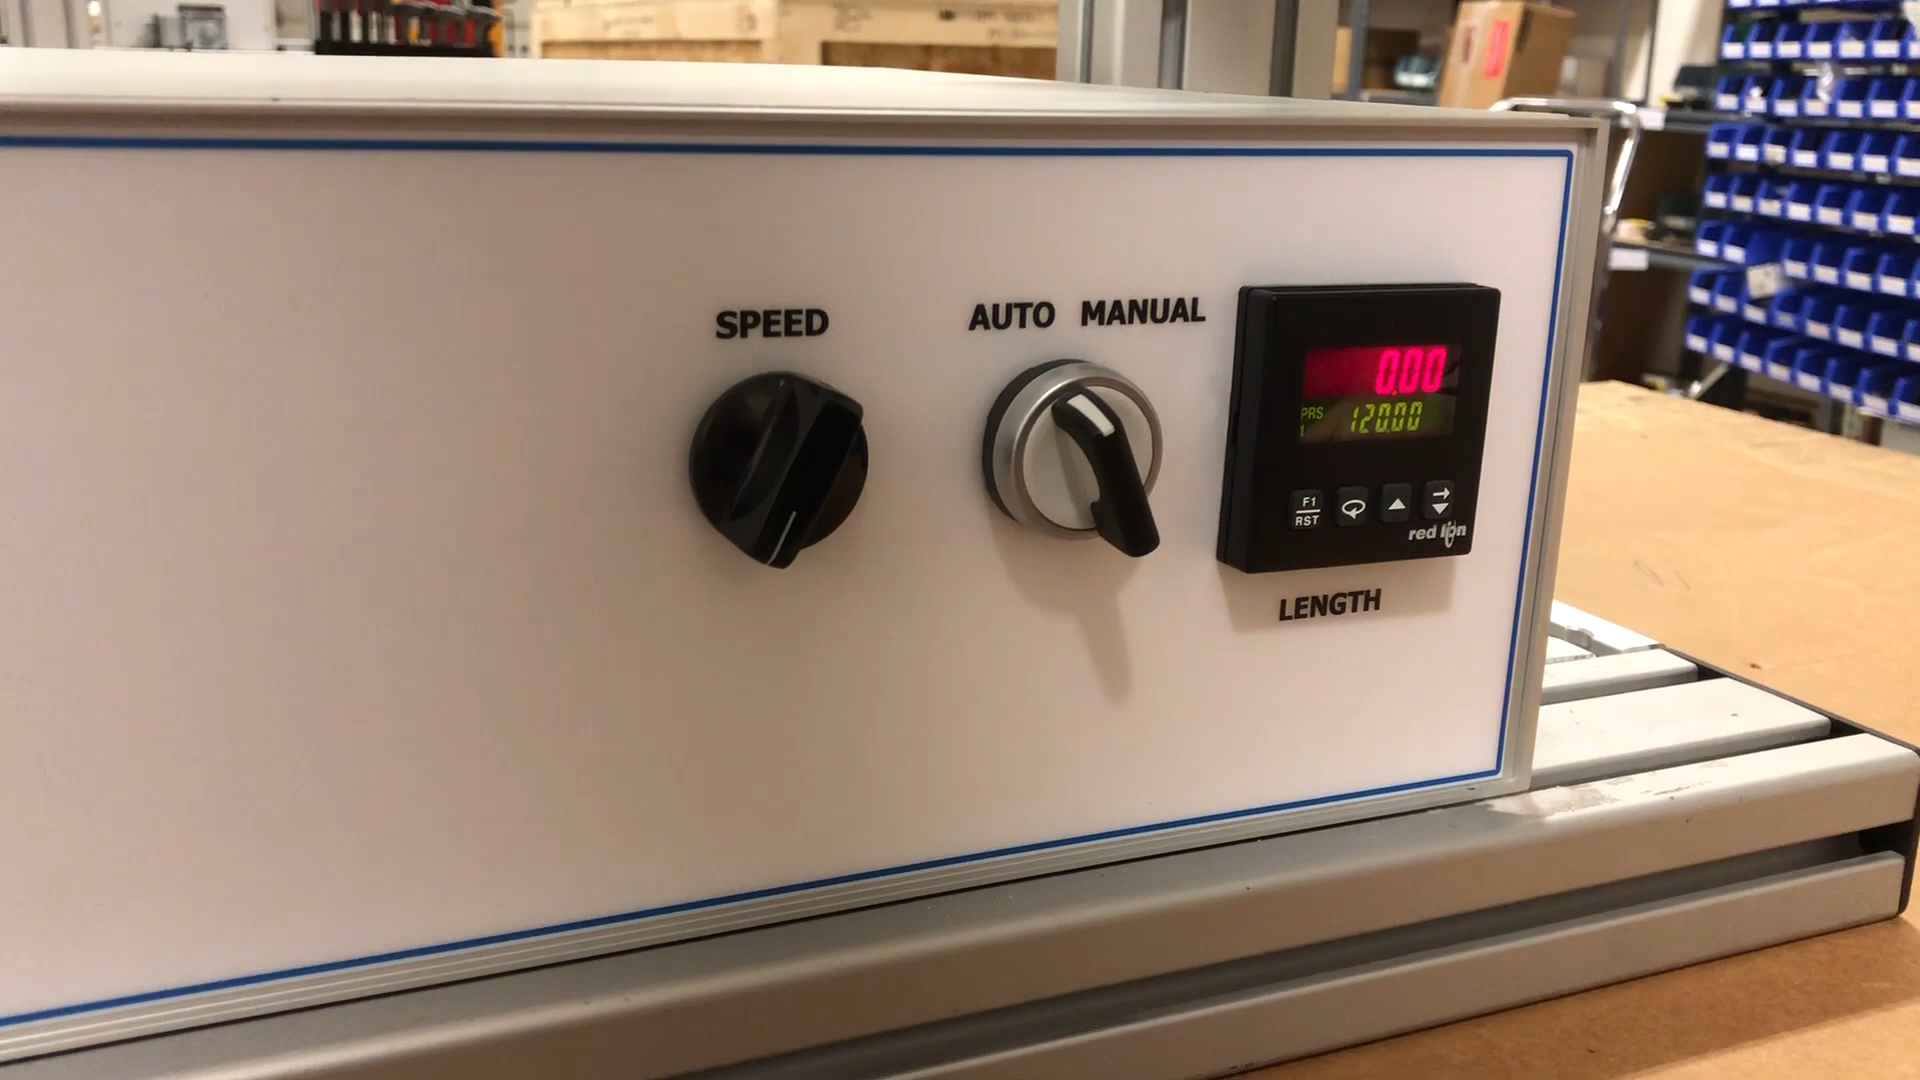 SPEED
AUTO MANUAL
0.00
PRS 120.00
1
F1
RST
red lion
LENGTH